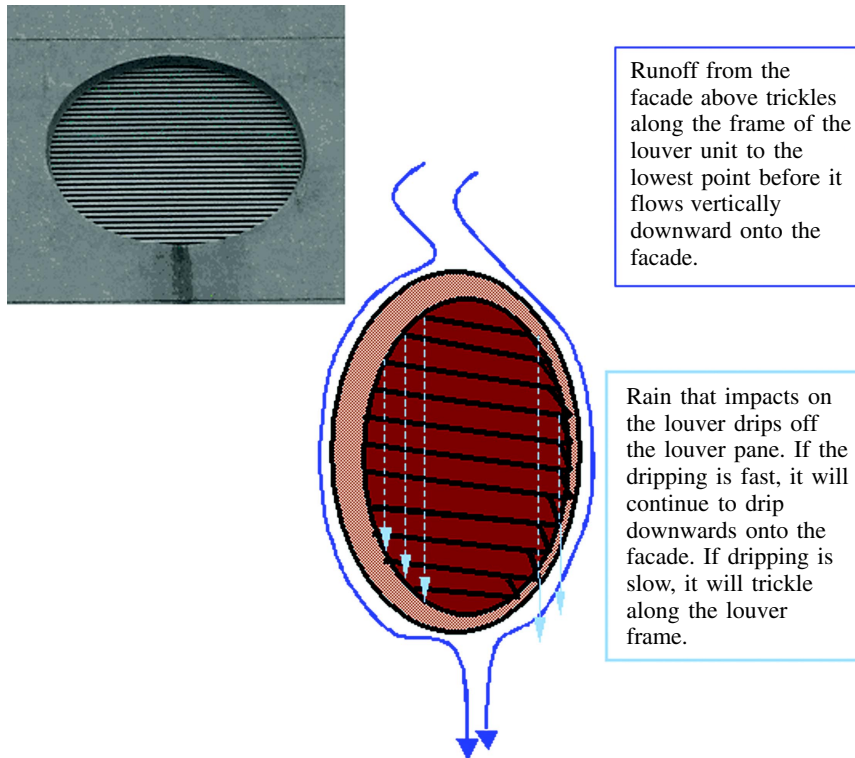 Runoff from the
facade above trickles
along the frame of the
louver unit to the
lowest point before it
flows vertically
downward onto the
facade.
Rain that impacts on
the louver drips off
the louver pane. If the
dripping is fast, it will
continue to drip
downwards onto the
facade. If dripping is
slow, it will trickle
along the louver
frame.